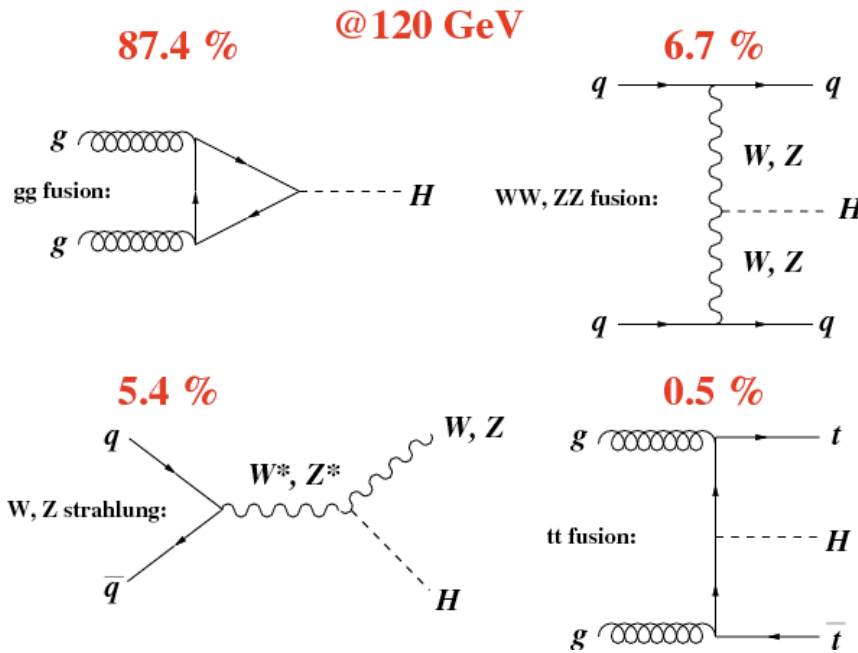 @120 GeV
87.4 %
g
gg fusion:
H
g
6.7 %
q
q
W, Z
WW, ZZ fusion:
H
W, Z
q
q
5.4 %
q
W, Z
W*, Z*
W, Z strahlung:
q̅
H
0.5 %
g
t
tt fusion:
H
g
t̅